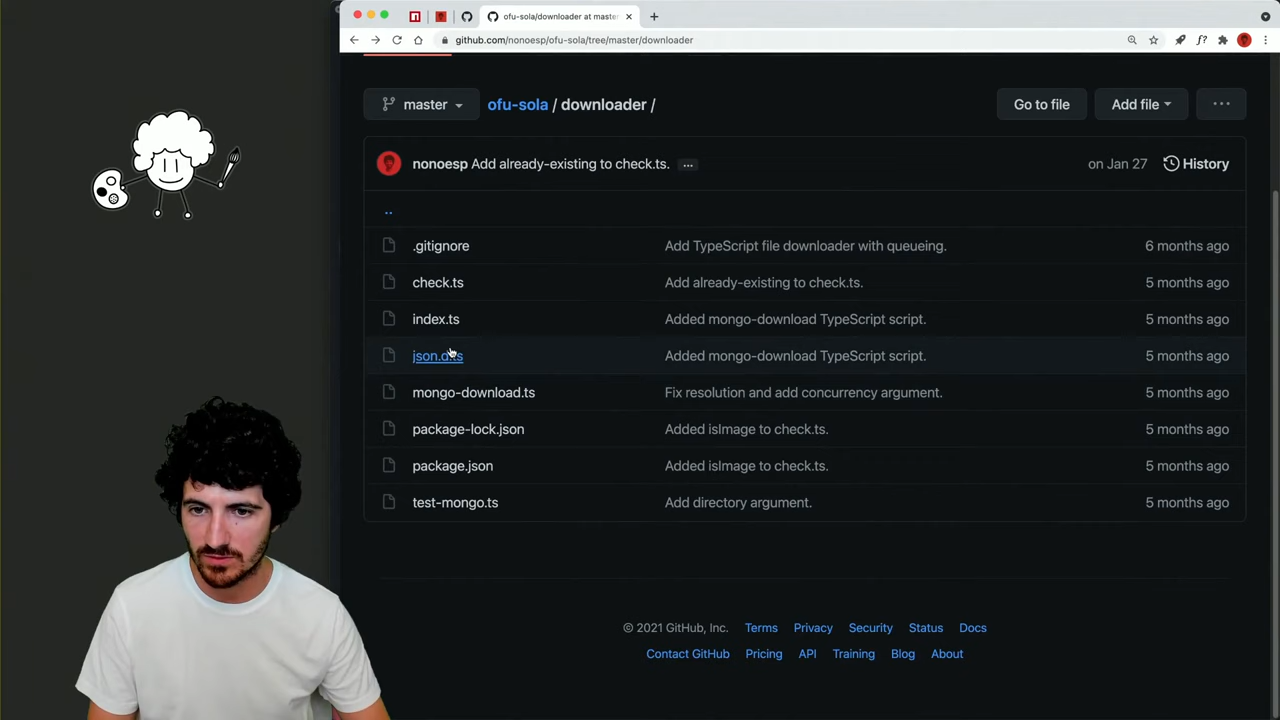 ofu-sola/downloader at master
github.com/nonoesp/ofu-sola/tree/master/downloader
master
ofu-sola / downloader /
Go to file
Add file
nonoesp Add already-existing to check.ts.
on Jan 27
History
..
.gitignore Add TypeScript file downloader with queueing. 6 months ago
check.ts Add already-existing to check.ts. 5 months ago
index.ts Added mongo-download TypeScript script. 5 months ago
json.d.ts Added mongo-download TypeScript script. 5 months ago
mongo-download.ts Fix resolution and add concurrency argument. 5 months ago
package-lock.json Added isImage to check.ts. 5 months ago
package.json Added isImage to check.ts. 5 months ago
test-mongo.ts Add directory argument. 5 months ago
© 2021 GitHub, Inc. Terms Privacy Security Status Docs
Contact GitHub Pricing API Training Blog About